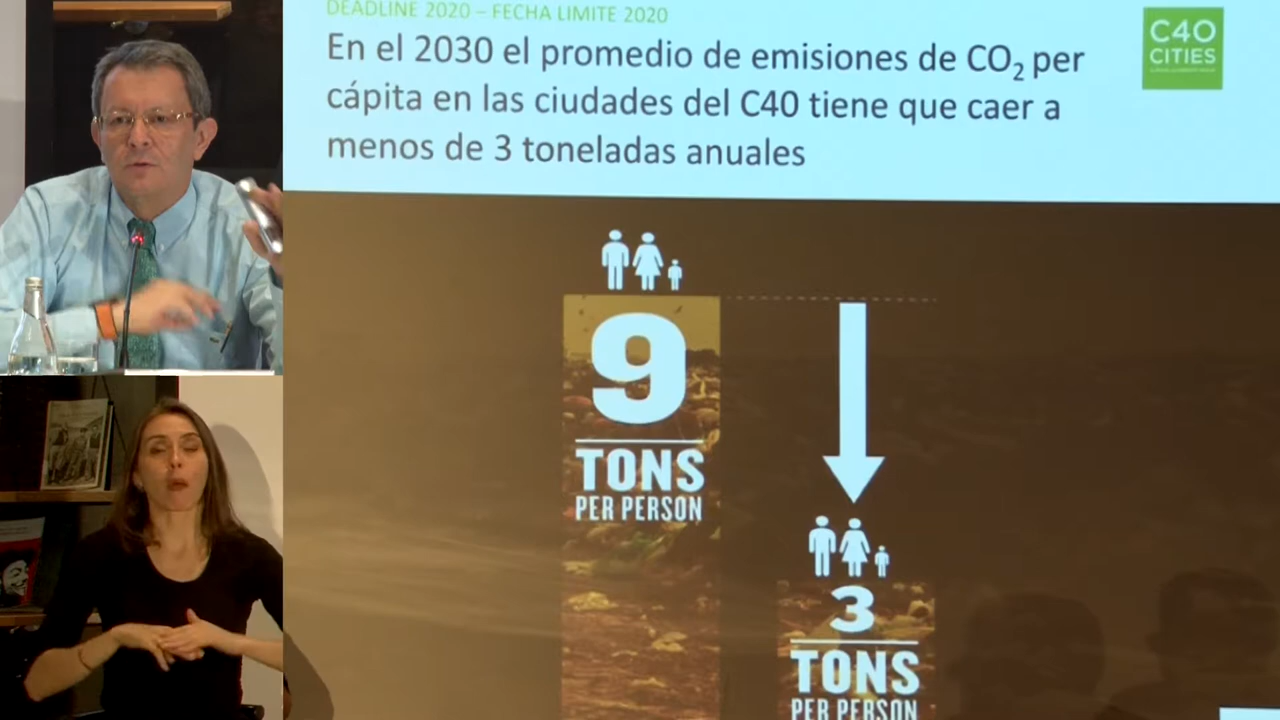 DEADLINE 2020 – FECHA LIMITE 2020
En el 2030 el promedio de emisiones de CO₂ per
cápita en las ciudades del C40 tiene que caer a
menos de 3 toneladas anuales
C40
CITIES
9
TONS
PER PERSON
3
TONS
PER PERSON